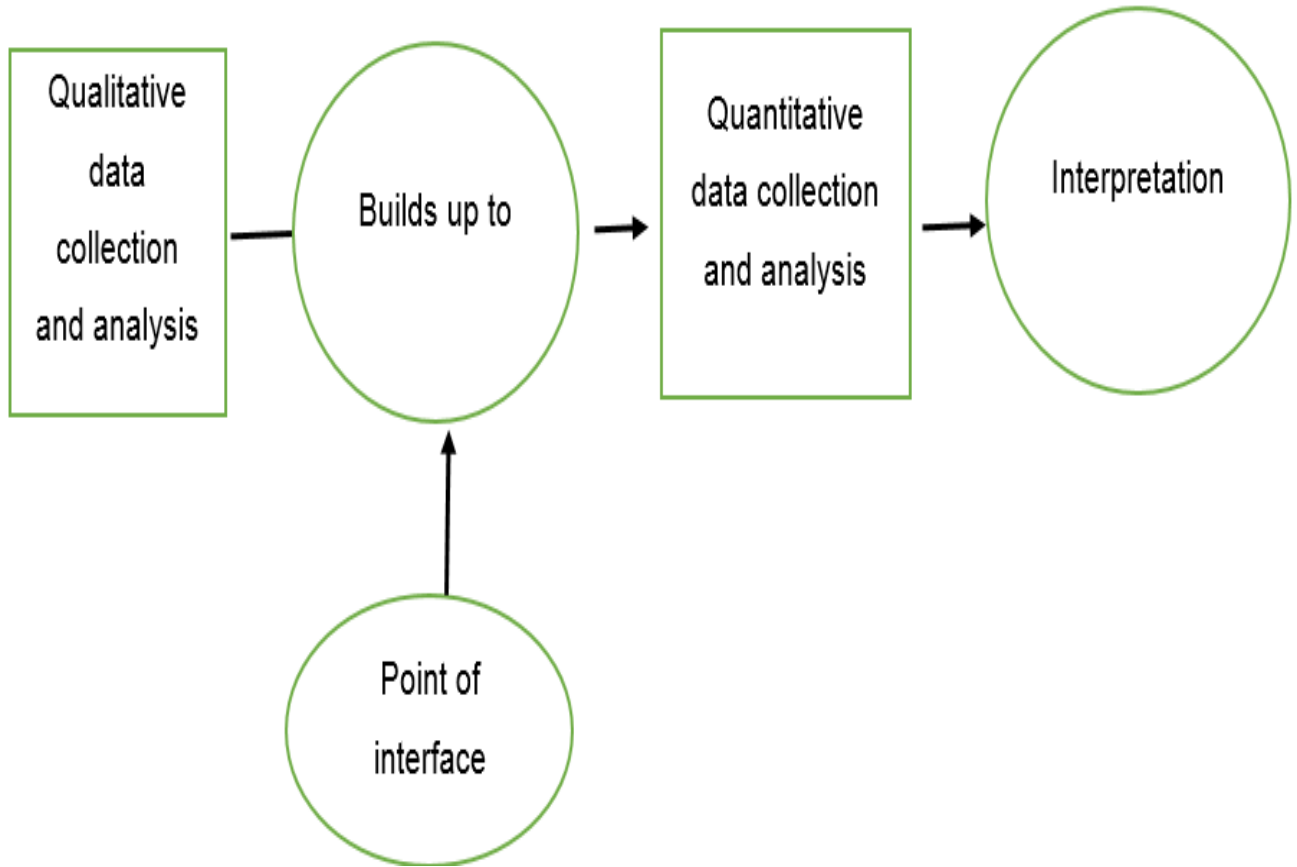 Qualitative
data
collection
and analysis
Builds up to
Quantitative
data collection
and analysis
Interpretation
Point of
interface